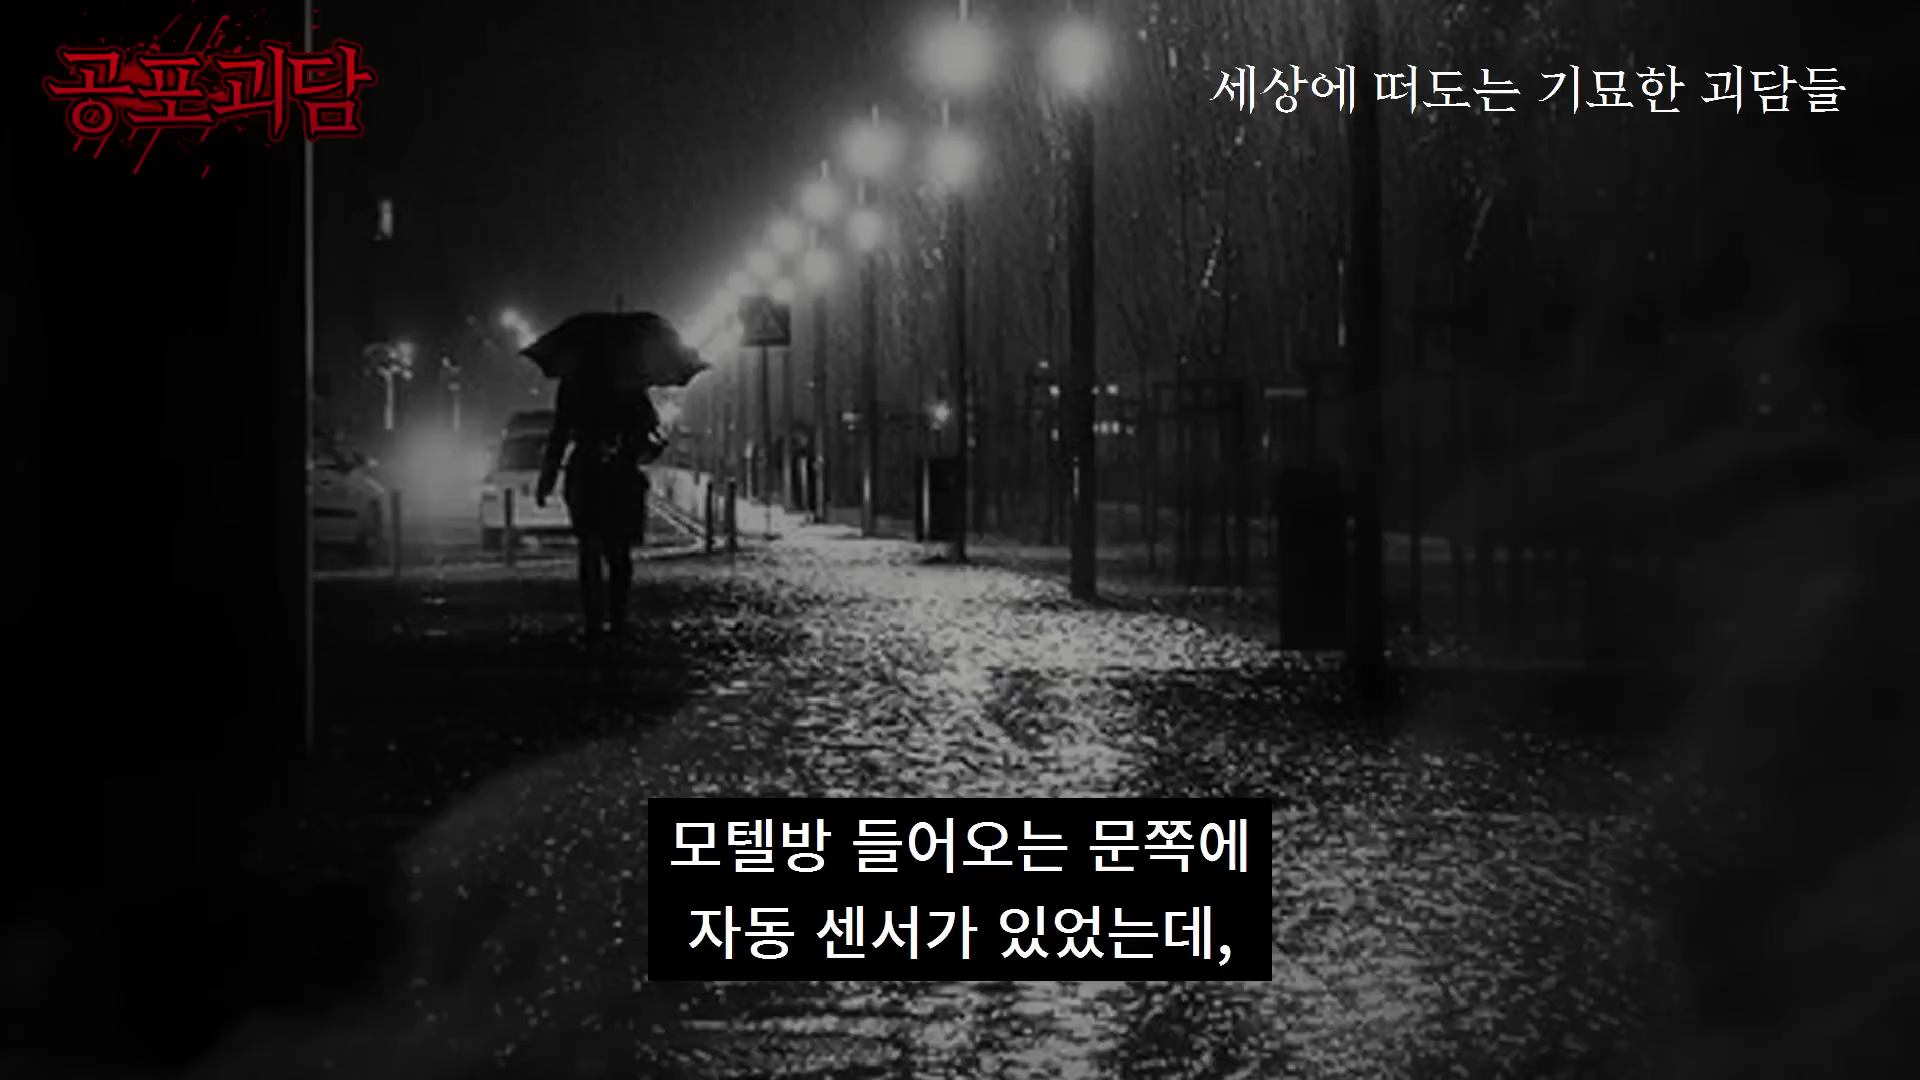 공포괴담
세상에 떠도는 기묘한 괴담들
모텔방 들어오는 문쪽에
자동 센서가 있었는데,